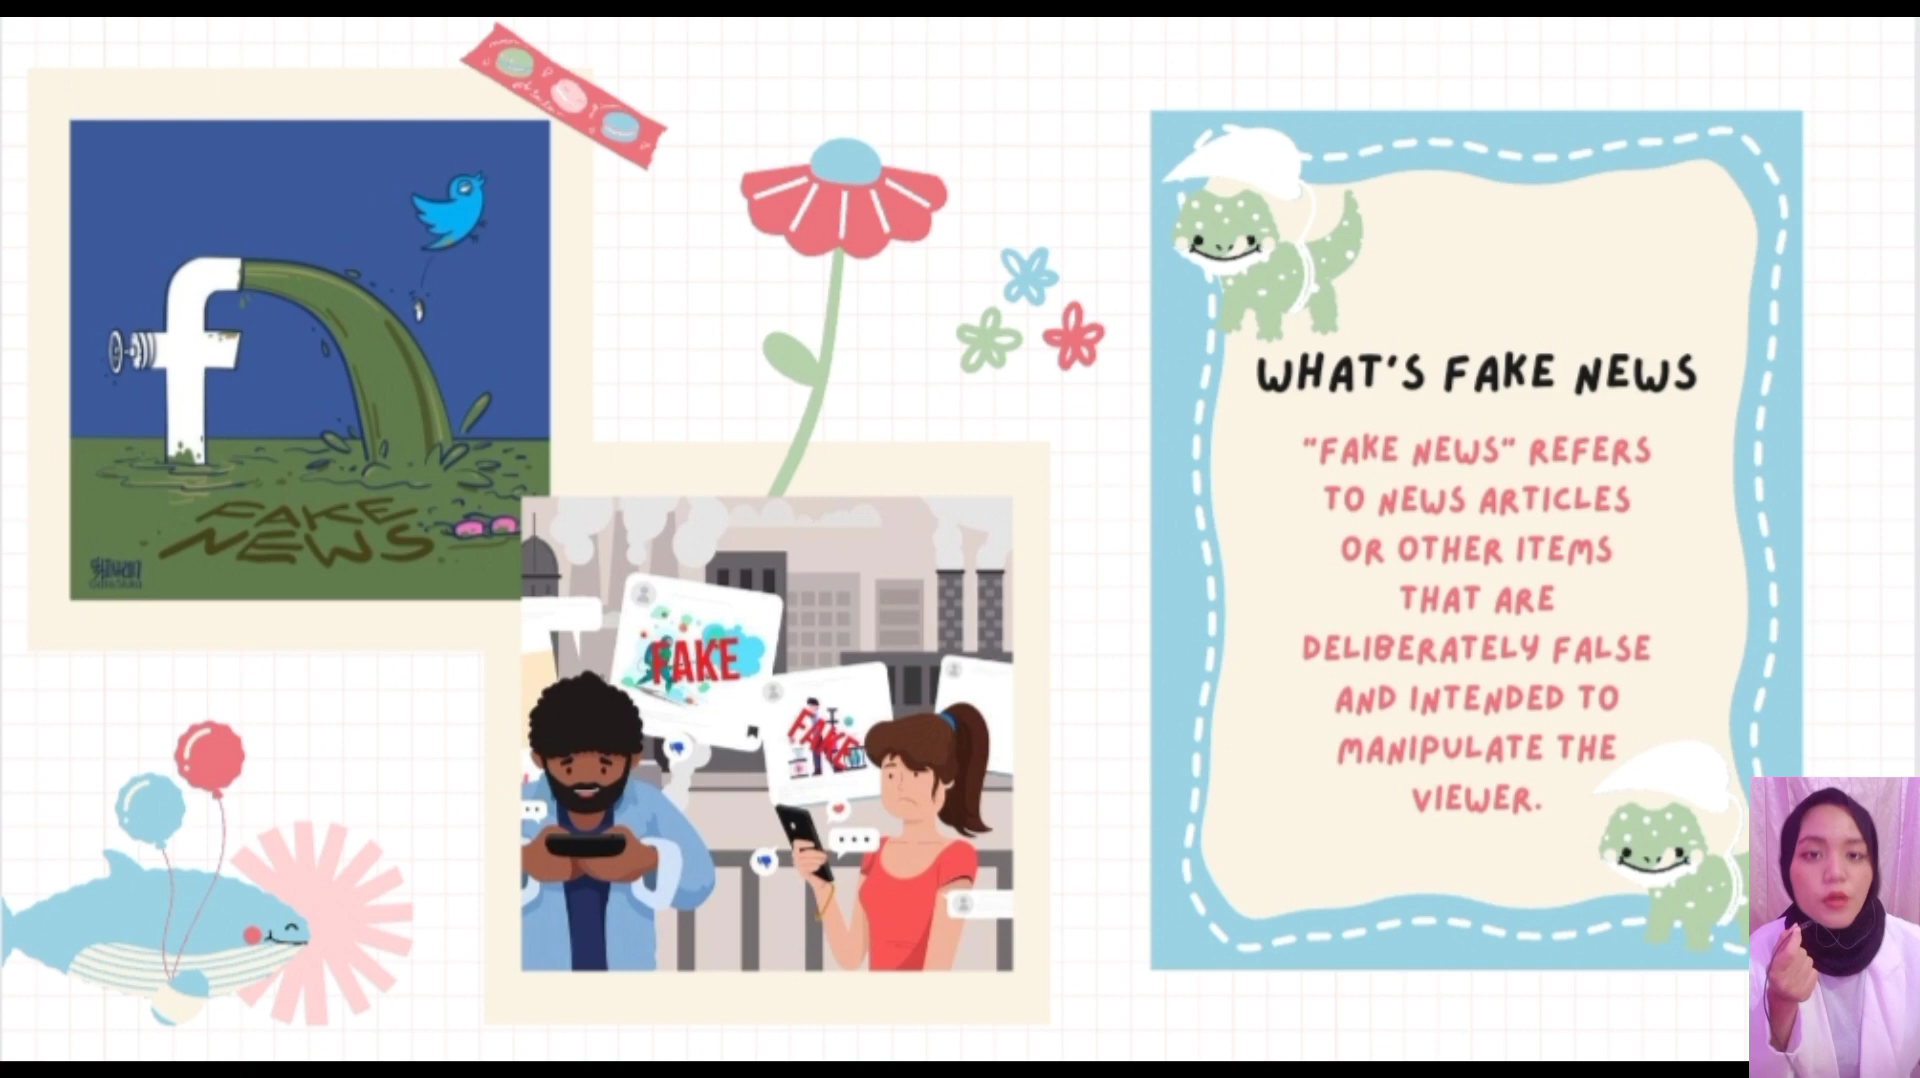 FAKE
NEWS
FAKE
FAKE
WHAT'S FAKE NEWS
"FAKE NEWS" REFERS
TO NEWS ARTICLES
OR OTHER ITEMS
THAT ARE
DELIBERATELY FALSE
AND INTENDED TO
MANIPULATE THE
VIEWER.